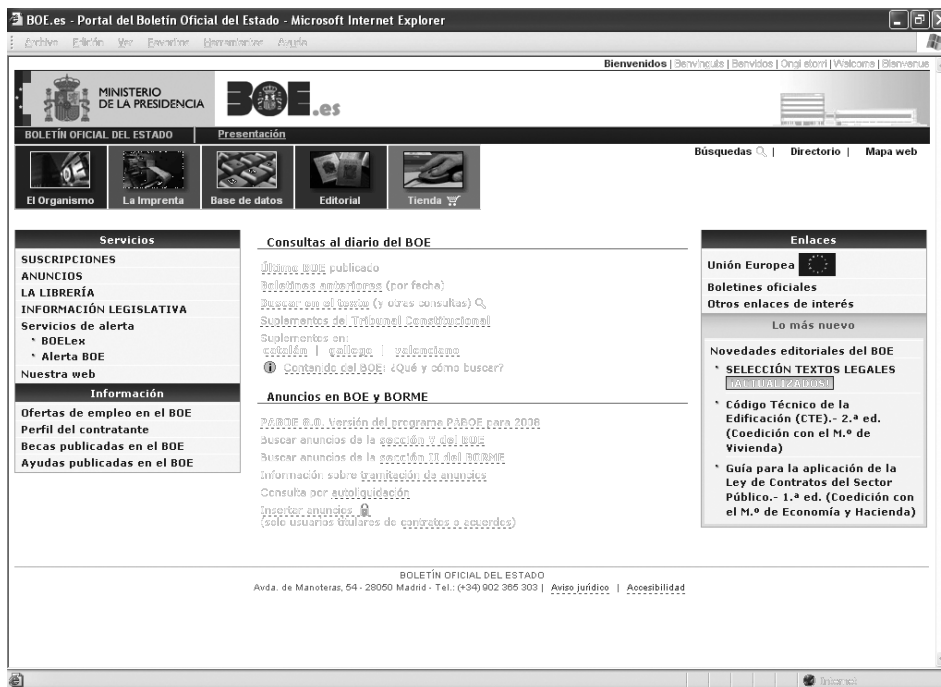 BOE.es - Portal del Boletín Oficial del Estado - Microsoft Internet Explorer
Archivo Edición Ver Favoritos Herramientas Ayuda
Bienvenidos | Benvinguts | Benvidos | Ongi etorri | Welcome | Bienvenue
MINISTERIO
DE LA PRESIDENCIA
BOE.es
BOLETÍN OFICIAL DEL ESTADO
Presentación
Búsquedas | Directorio | Mapa web
El Organismo
La Imprenta
Base de datos
Editorial
Tienda
Servicios
SUSCRIPCIONES
ANUNCIOS
LA LIBRERÍA
INFORMACIÓN LEGISLATIVA
Servicios de alerta
BOELex
Alerta BOE
Nuestra web
Información
Ofertas de empleo en el BOE
Perfil del contratante
Becas publicadas en el BOE
Ayudas publicadas en el BOE
Consultas al diario del BOE
Último BOE publicado
Boletines anteriores (por fecha)
Buscar en el texto (y otras consultas)
Suplementos del Tribunal Constitucional
Suplementos en:
catalán | gallego | valenciano
Contenido del BOE: ¿Qué y cómo buscar?
Anuncios en BOE y BORME
PABOE 6.0. Versión del programa PABOE para 2008
Buscar anuncios de la sección V del BOE
Buscar anuncios de la sección II del BORME
Información sobre tramitación de anuncios
Consulta por autoliquidación
Insertar anuncios
(solo usuarios titulares de contratos o acuerdos)
Enlaces
Unión Europea
Boletines oficiales
Otros enlaces de interés
Lo más nuevo
Novedades editoriales del BOE
SELECCIÓN TEXTOS LEGALES
¡ACTUALIZADOS!
Código Técnico de la
Edificación (CTE).- 2.ª ed.
(Coedición con el M.º de
Vivienda)
Guía para la aplicación de la
Ley de Contratos del Sector
Público.- 1.ª ed. (Coedición con
el M.º de Economía y Hacienda)
BOLETÍN OFICIAL DEL ESTADO
Avda. de Manoteras, 54 - 28050 Madrid - Tel.: (+34) 902 365 303 | Aviso jurídico | Accesibilidad
Internet